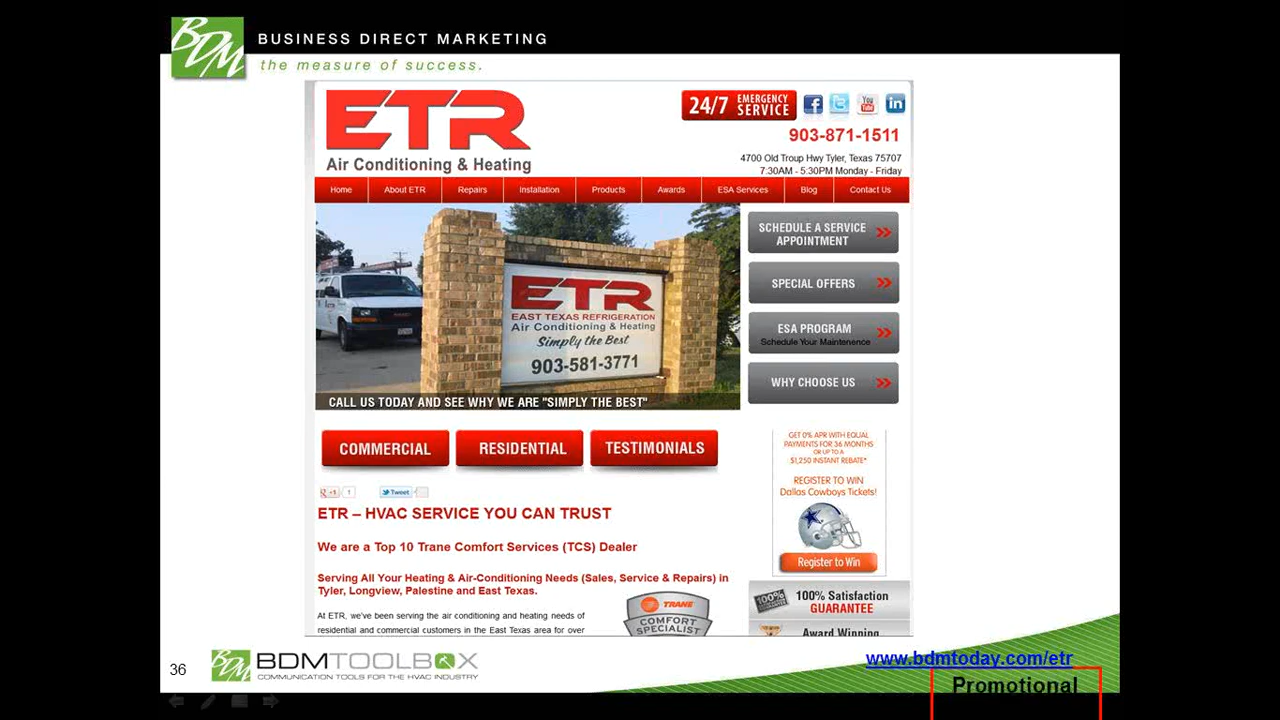 BDM
BUSINESS DIRECT MARKETING
the measure of success.
ETR
Air Conditioning & Heating
24/7 EMERGENCY SERVICE
You Tube
in
903-871-1511
4700 Old Troup Hwy Tyler, Texas 75707
7:30AM - 5:30PM Monday - Friday
Home About ETR Repairs Installation Products Awards ESA Services Blog Contact Us
ETR
EAST TEXAS REFRIGERATION
Air Conditioning & Heating
Simply the Best
903-581-3771
CALL US TODAY AND SEE WHY WE ARE "SIMPLY THE BEST"
SCHEDULE A SERVICE
APPOINTMENT
SPECIAL OFFERS
ESA PROGRAM
Schedule Your Maintenence
WHY CHOOSE US
COMMERCIAL RESIDENTIAL TESTIMONIALS
+1 1 Tweet
ETR – HVAC SERVICE YOU CAN TRUST
We are a Top 10 Trane Comfort Services (TCS) Dealer
Serving All Your Heating & Air-Conditioning Needs (Sales, Service & Repairs) in
Tyler, Longview, Palestine and East Texas.
At ETR, we've been serving the air conditioning and heating needs of
residential and commercial customers in the East Texas area for over
TRANE
COMFORT
SPECIALIST
GET 0% APR WITH EQUAL
PAYMENTS FOR 36 MONTHS
OR UP TO A
$1,250 INSTANT REBATE*
REGISTER TO WIN
Dallas Cowboys Tickets!
Register to Win
100%
100% Satisfaction
GUARANTEE
Award Winning
36
BDM
BDMTOOLBOX
COMMUNICATION TOOLS FOR THE HVAC INDUSTRY
www.bdmtoday.com/etr
Promotional